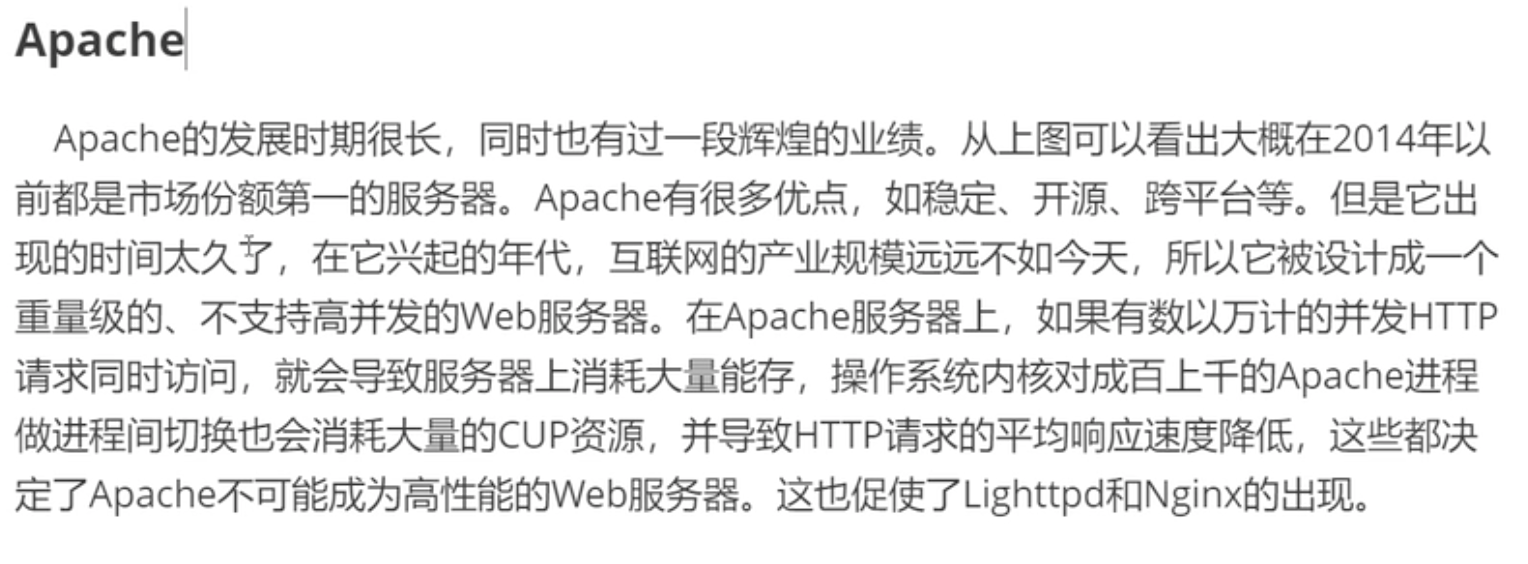 Apache
Apache的发展时期很长，同时也有过一段辉煌的业绩。从上图可以看出大概在2014年以
前都是市场份额第一的服务器。Apache有很多优点，如稳定、开源、跨平台等。但是它出
现的时间太久了，在它兴起的年代，互联网的产业规模远远不如今天，所以它被设计成一个
重量级的、不支持高并发的Web服务器。在Apache服务器上，如果有数以万计的并发HTTP
请求同时访问，就会导致服务器上消耗大量能存，操作系统内核对成百上千的Apache进程
做进程间切换也会消耗大量的CUP资源，并导致HTTP请求的平均响应速度降低，这些都决
定了Apache不可能成为高性能的Web服务器。这也促使了Lighttpd和Nginx的出现。